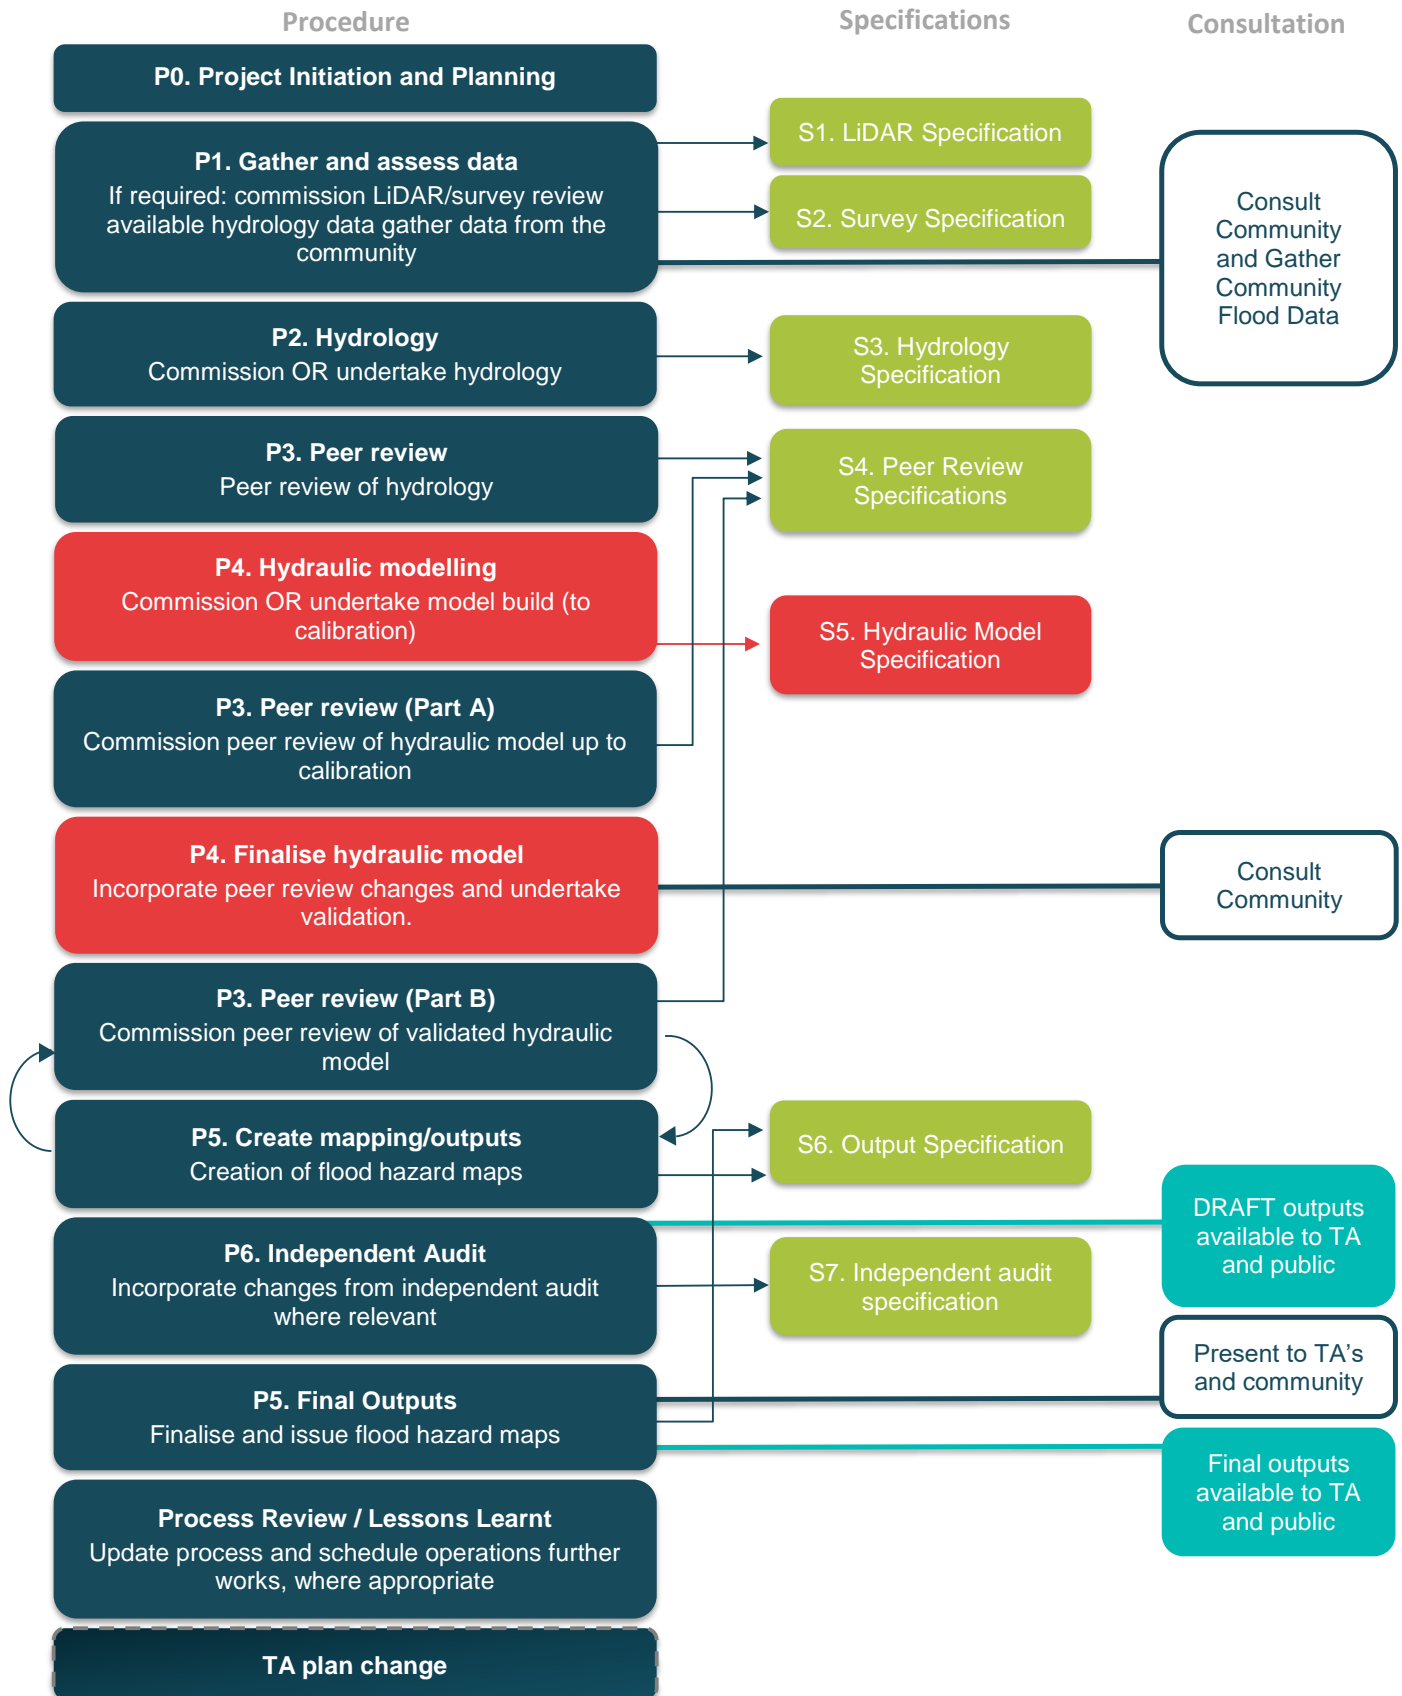 Procedure
Specifications
Consultation
P0. Project Initiation and Planning
P1. Gather and assess data
If required: commission LiDAR/survey review
available hydrology data gather data from the
community
S1. LiDAR Specification
S2. Survey Specification
Consult
Community
and Gather
Community
Flood Data
P2. Hydrology
Commission OR undertake hydrology
S3. Hydrology
Specification
P3. Peer review
Peer review of hydrology
S4. Peer Review
Specifications
P4. Hydraulic modelling
Commission OR undertake model build (to
calibration)
S5. Hydraulic Model
Specification
P3. Peer review (Part A)
Commission peer review of hydraulic model up to
calibration
P4. Finalise hydraulic model
Incorporate peer review changes and undertake
validation.
Consult
Community
P3. Peer review (Part B)
Commission peer review of validated hydraulic
model
P5. Create mapping/outputs
Creation of flood hazard maps
S6. Output Specification
DRAFT outputs
available to TA
and public
P6. Independent Audit
Incorporate changes from independent audit
where relevant
S7. Independent audit
specification
Present to TA's
and community
P5. Final Outputs
Finalise and issue flood hazard maps
Final outputs
available to TA
and public
Process Review / Lessons Learnt
Update process and schedule operations further
works, where appropriate
TA plan change